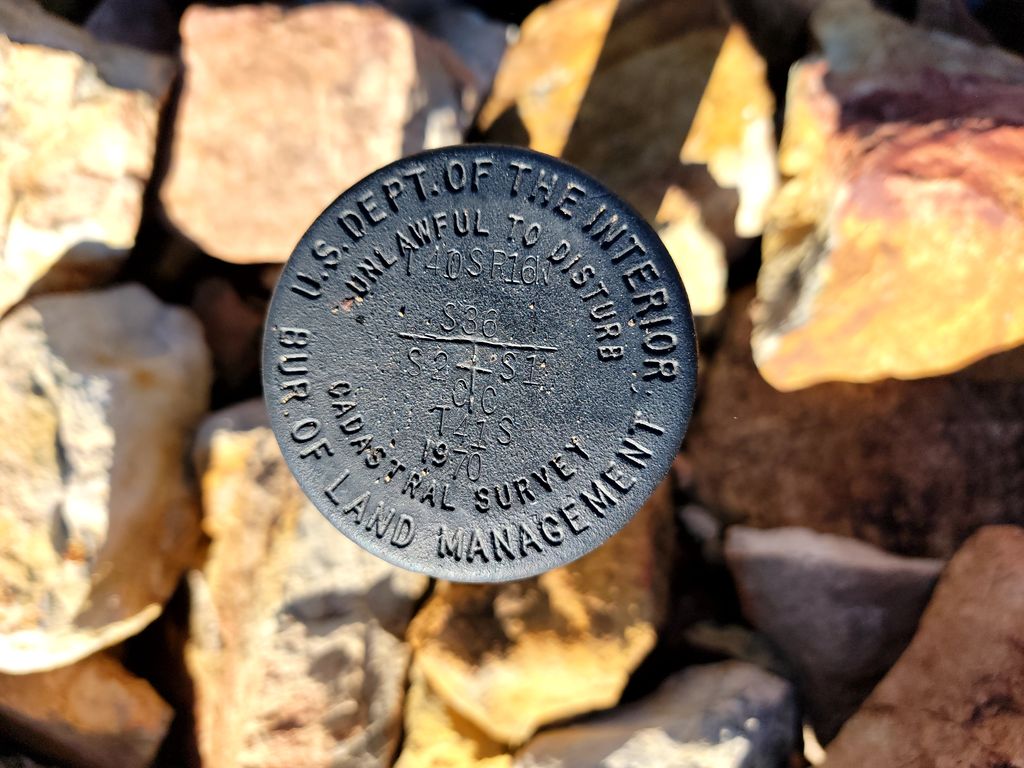 U.S. DEPT. OF THE INTERIOR
UNLAWFUL TO DISTURB
T40S R10W
S36
S2 S1
CC
T41S
1970
CADASTRAL SURVEY
BUR. OF LAND MANAGEMENT